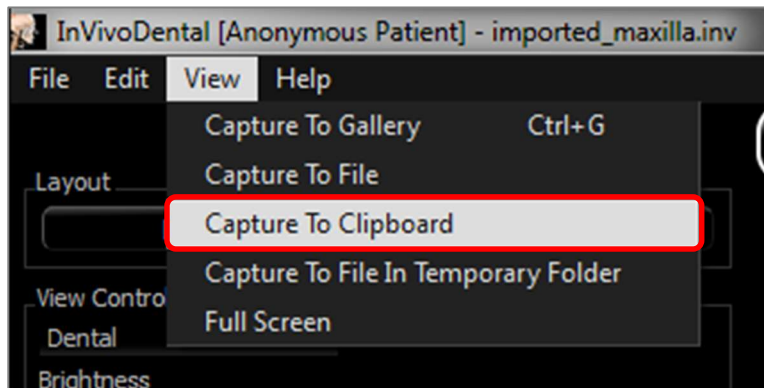 InVivoDental [Anonymous Patient] - imported_maxilla.inv
File Edit View Help
Capture To Gallery Ctrl+G
Layout
Capture To File
Capture To Clipboard
Capture To File In Temporary Folder
View Contro
Full Screen
Dental
Brightness